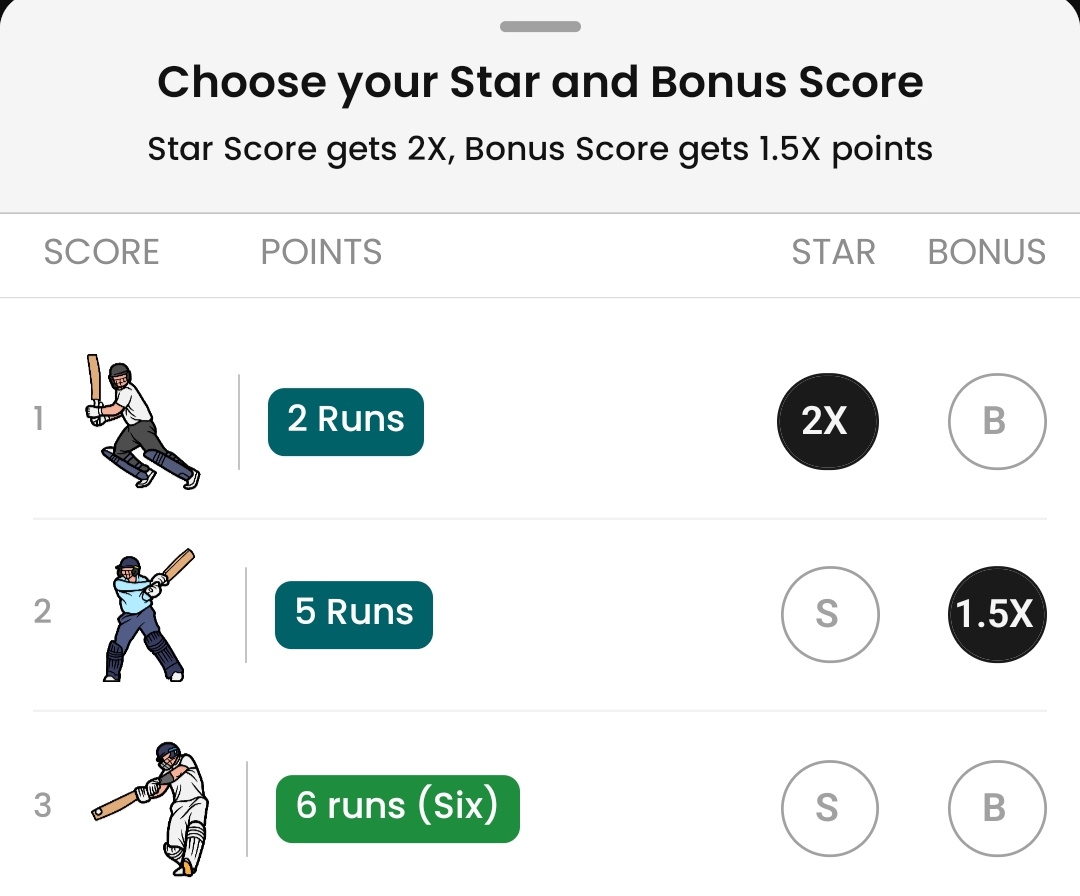 Choose your Star and Bonus Score
Star Score gets 2X, Bonus Score gets 1.5X points
SCORE POINTS STAR BONUS
1 2 Runs 2X B
2 5 Runs S 1.5X
3 6 runs (Six) S B